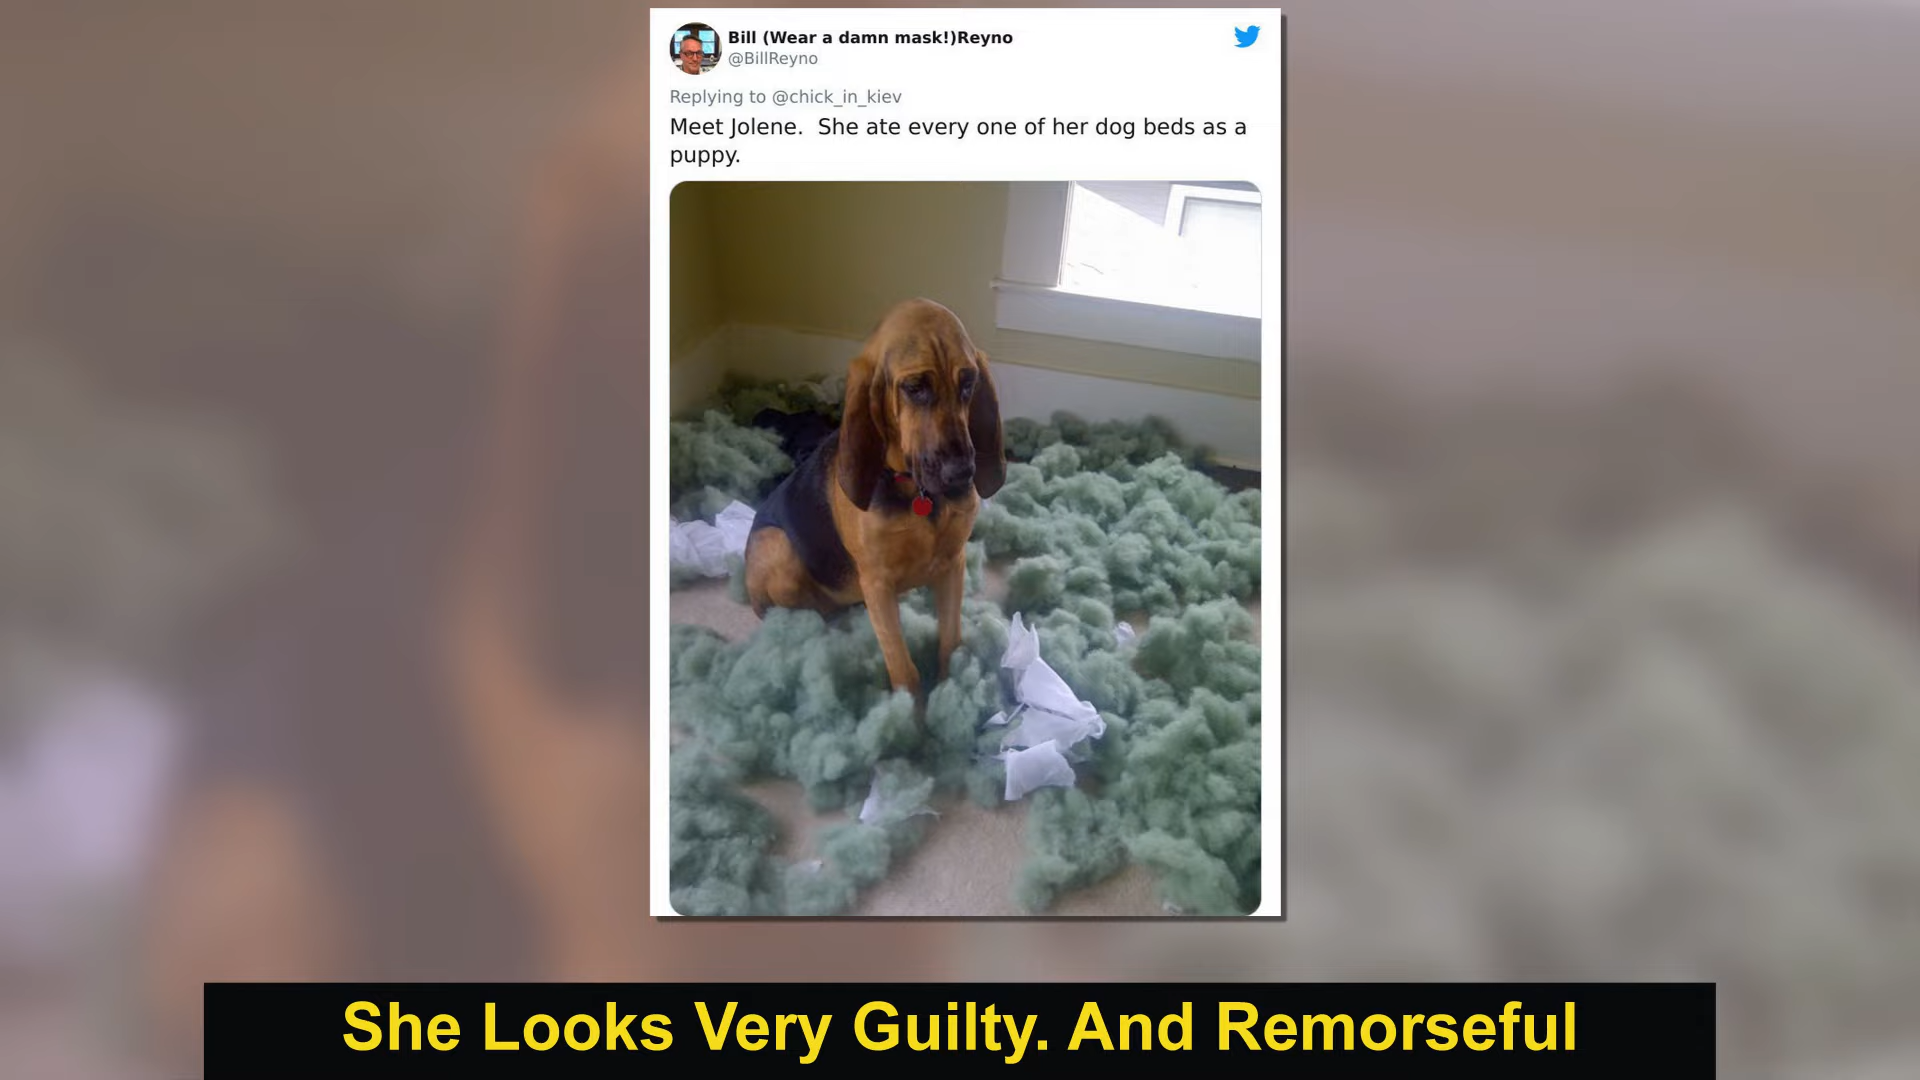 Bill (Wear a damn mask!)Reyno
@BillReyno
Replying to @chick_in_kiev
Meet Jolene.  She ate every one of her dog beds as a
puppy.
She Looks Very Guilty. And Remorseful